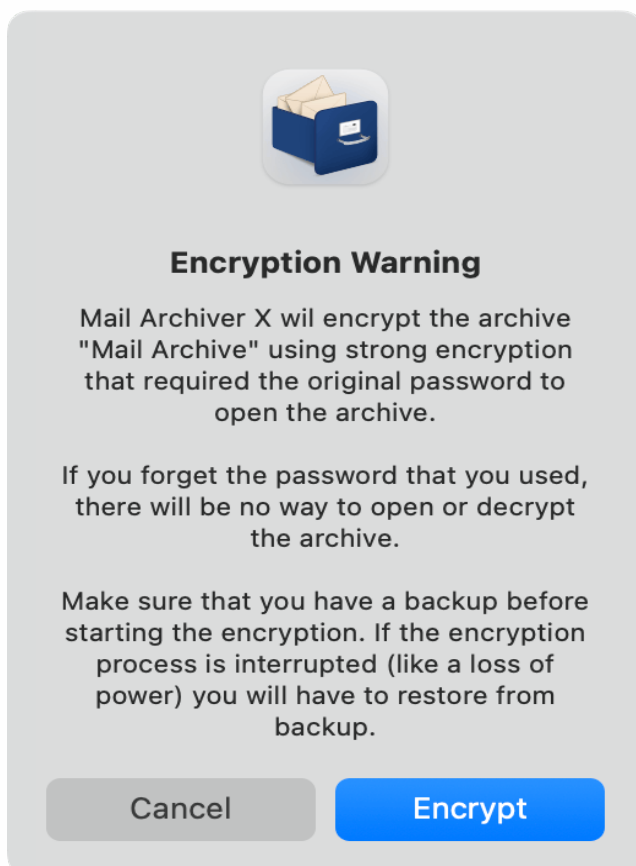 Encryption Warning
Mail Archiver X wil encrypt the archive
"Mail Archive" using strong encryption
that required the original password to
open the archive.
If you forget the password that you used,
there will be no way to open or decrypt
the archive.
Make sure that you have a backup before
starting the encryption. If the encryption
process is interrupted (like a loss of
power) you will have to restore from
backup.
Cancel
Encrypt